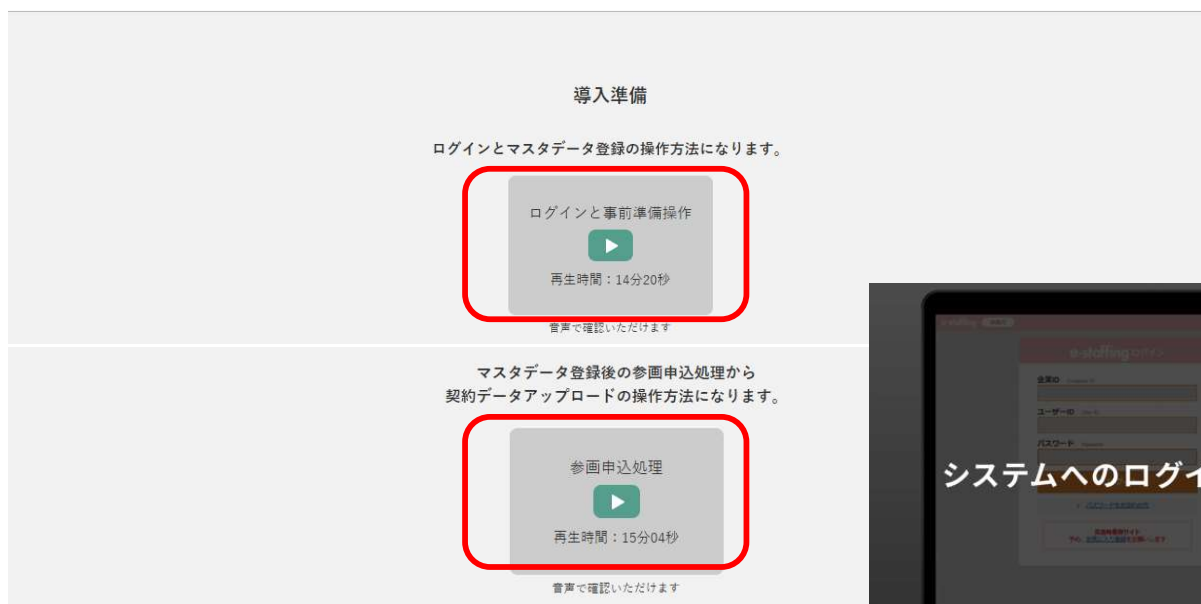 導入準備
ログインとマスタデータ登録の操作方法になります。
ログインと事前準備操作
再生時間：14分20秒
音声で確認いただけます
マスタデータ登録後の参画申込処理から
契約データアップロードの操作方法になります。
参画申込処理
再生時間：15分04秒
音声で確認いただけます
e-staffing
e-staffing ログイン
企業ID
ユーザーID
パスワード
システムへのログイ